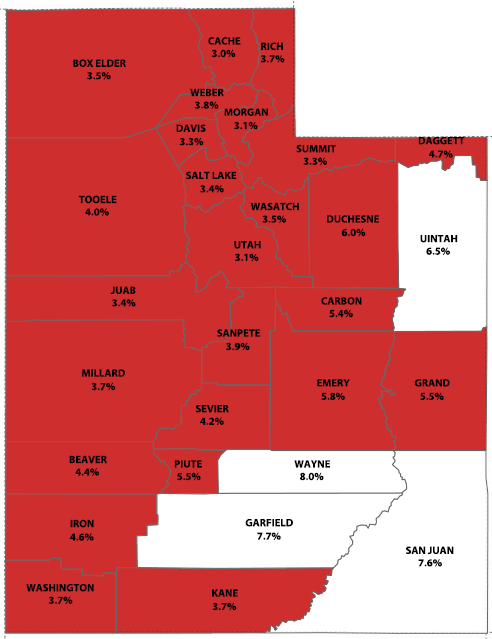 CACHE
3.0%
RICH
3.7%
BOX ELDER
3.5%
WEBER
3.8%
MORGAN
3.1%
DAVIS
3.3%
SUMMIT
3.3%
DAGGETT
4.7%
SALT LAKE
3.4%
TOOELE
4.0%
WASATCH
3.5%
DUCHESNE
6.0%
UINTAH
6.5%
UTAH
3.1%
JUAB
3.4%
CARBON
5.4%
SANPETE
3.9%
MILLARD
3.7%
EMERY
5.8%
GRAND
5.5%
SEVIER
4.2%
BEAVER
4.4%
PIUTE
5.5%
WAYNE
8.0%
IRON
4.6%
GARFIELD
7.7%
SAN JUAN
7.6%
WASHINGTON
3.7%
KANE
3.7%